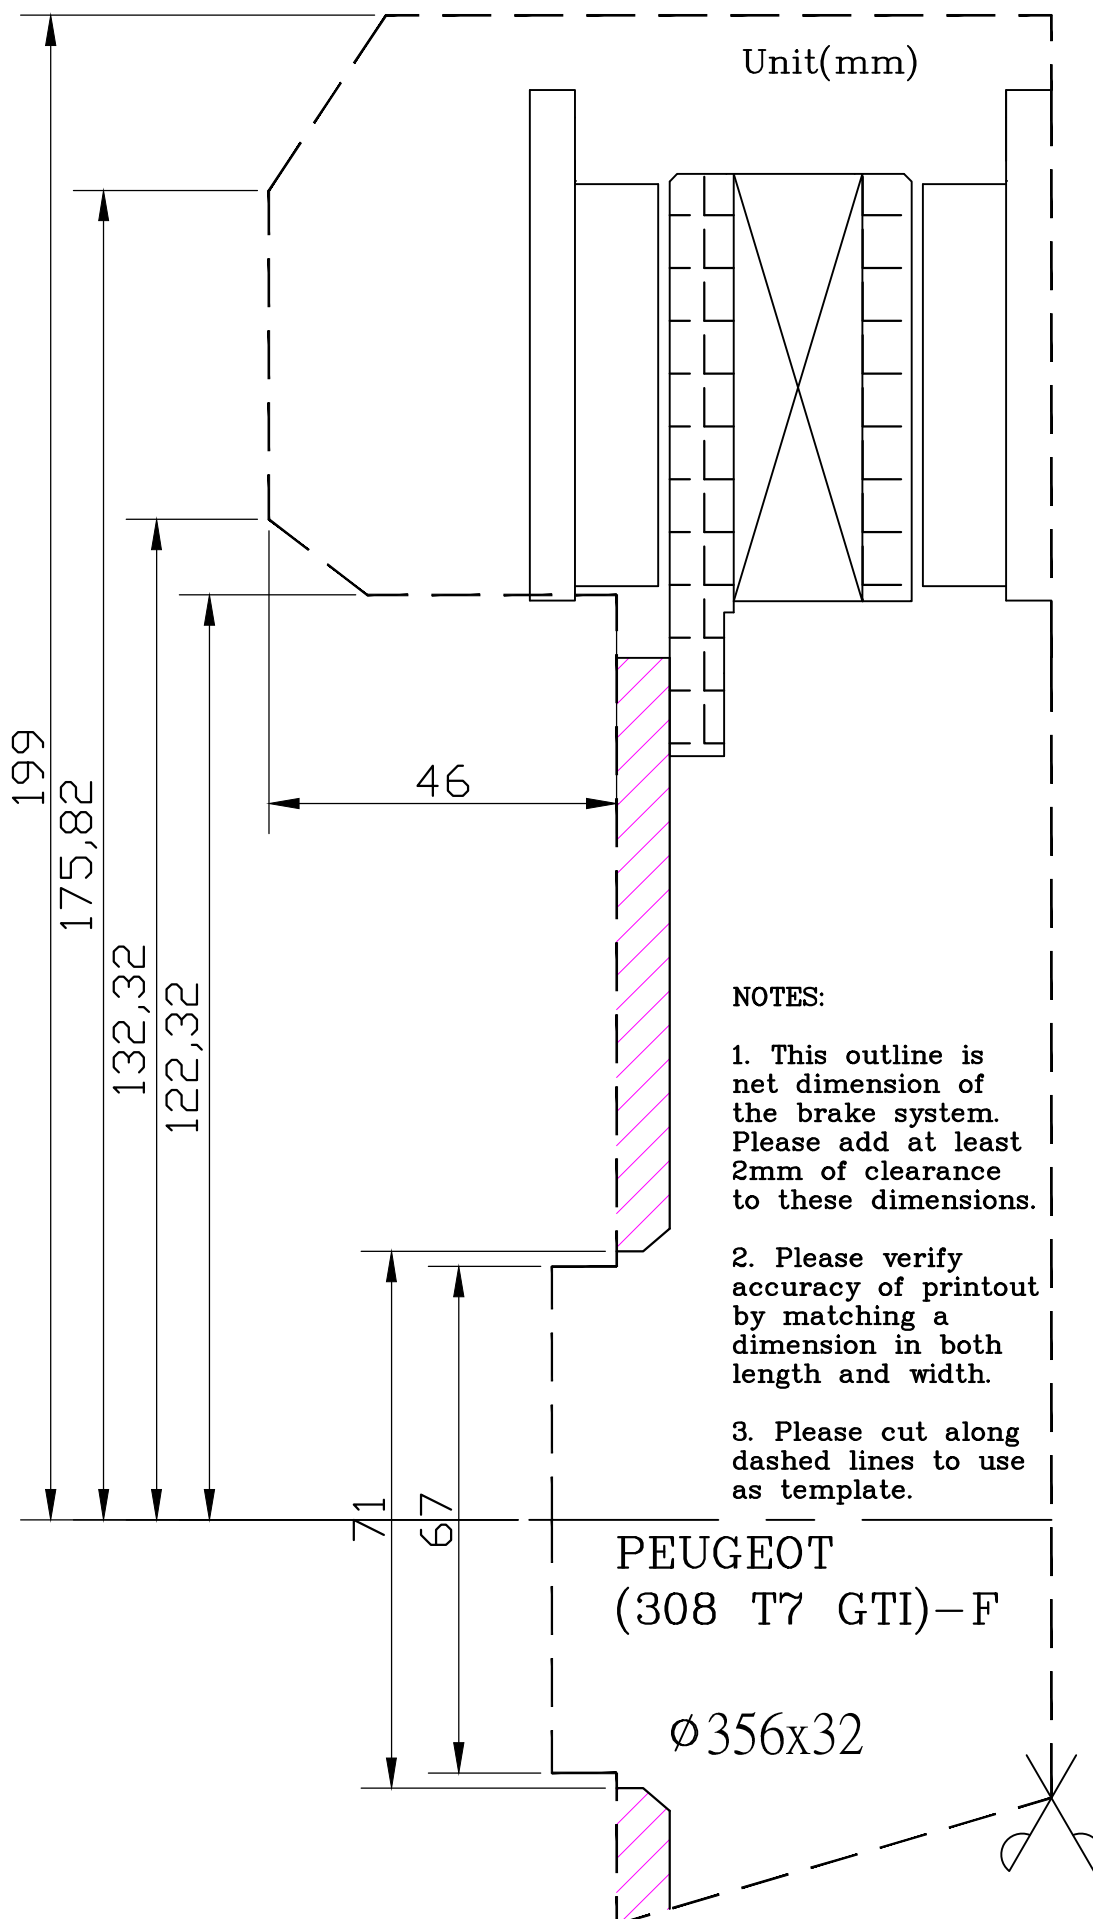 Unit(mm)
199
175,82
132,32
122,32
46
NOTES:
1. This outline is
net dimension of
the brake system.
Please add at least
2mm of clearance
to these dimensions.
2. Please verify
accuracy of printout
by matching a
dimension in both
length and width.
3. Please cut along
dashed lines to use
as template.
71
67
PEUGEOT
(308 T7 GTI)-F
Ø356x32